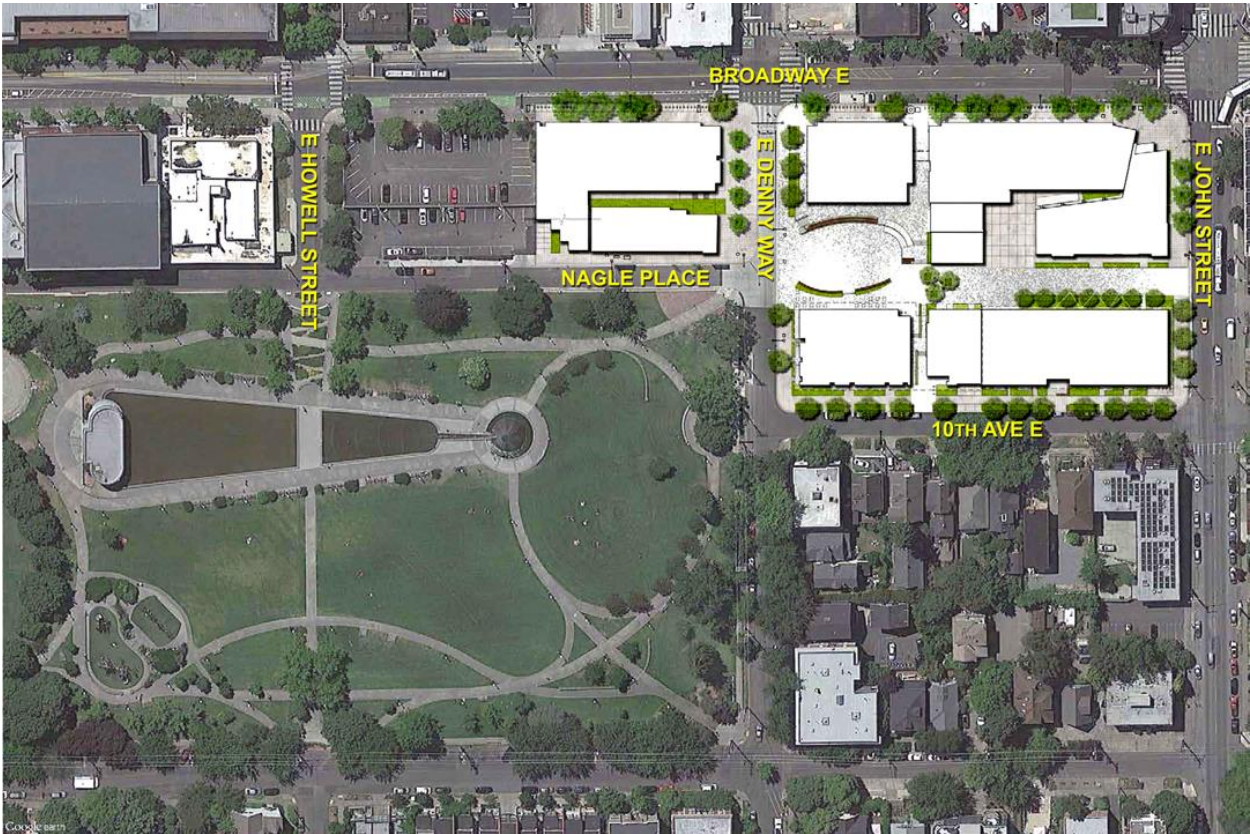 BROADWAY E
E HOWELL STREET
E DENNY WAY
E JOHN STREET
NAGLE PLACE
10TH AVE E
Google earth